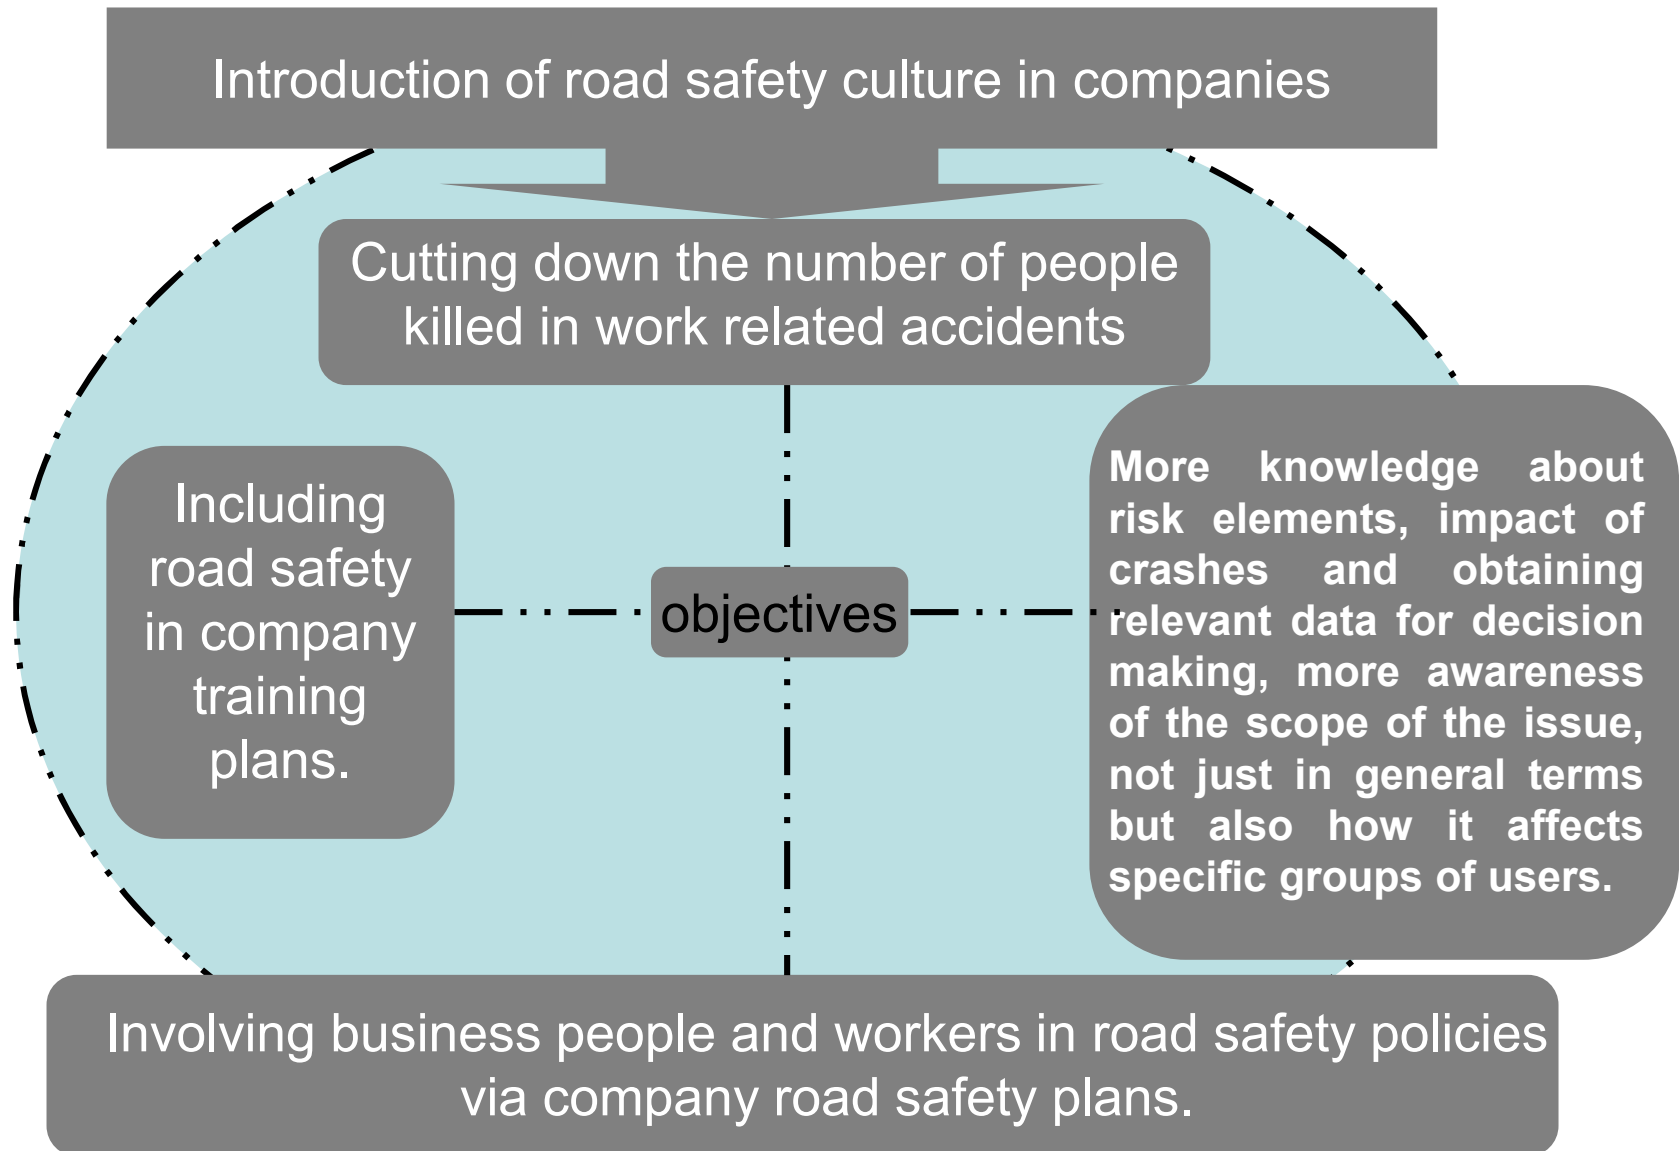 Introduction of road safety culture in companies
Cutting down the number of people
killed in work related accidents
Including
road safety
in company
training
plans.
objectives
More knowledge about
risk elements, impact of
crashes and obtaining
relevant data for decision
making, more awareness
of the scope of the issue,
not just in general terms
but also how it affects
specific groups of users.
Involving business people and workers in road safety policies
via company road safety plans.